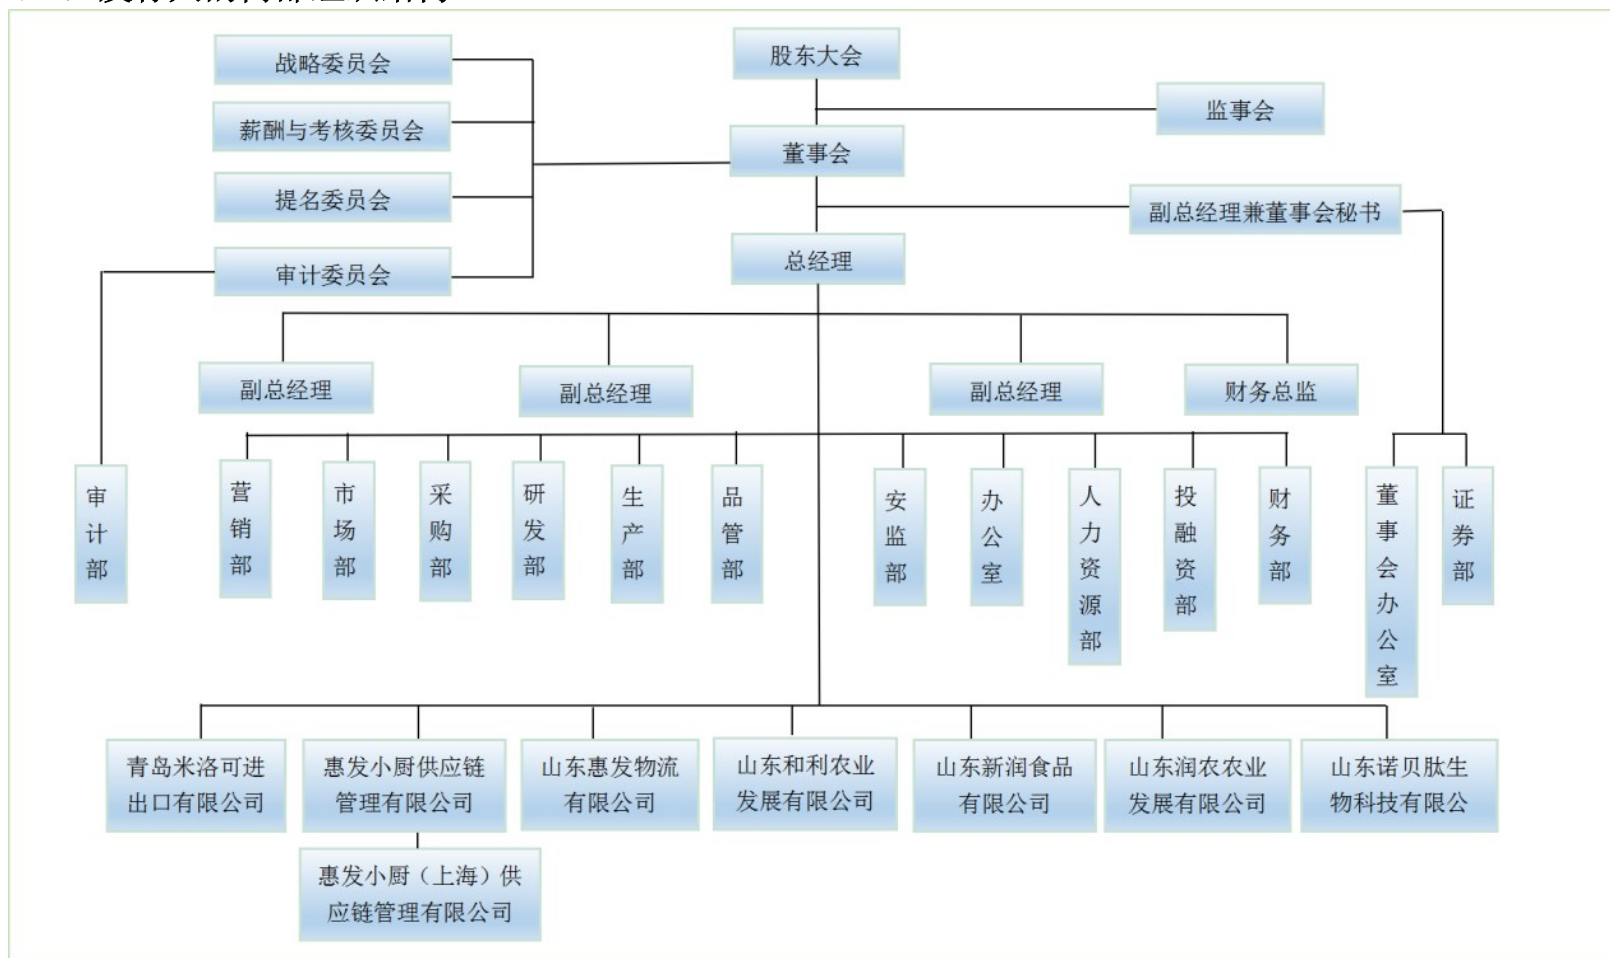 战略委员会
股东大会
薪酬与考核委员会
监事会
董事会
提名委员会
副总经理兼董事会秘书
总经理
审计委员会
副总经理
副总经理
副总经理
财务总监
审计部
营销部
市场部
采购部
研发部
生产部
品管部
安监部
办公室
人力资源部
投融资部
财务部
董事会办公室
证券部
青岛米洛可进
出口有限公司
惠发小厨供应链
管理有限公司
山东惠发物流
有限公司
山东和利农业
发展有限公司
山东新润食品
有限公司
山东润农农业
发展有限公司
山东诺贝肽生
物科技有限公
惠发小厨（上海）供
应链管理有限公司